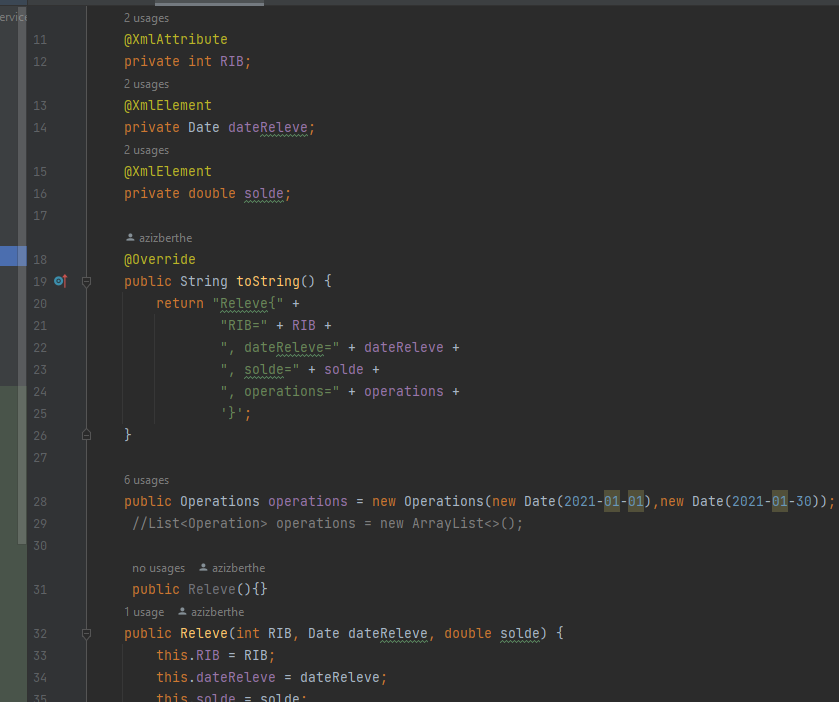 ervice
2 usages
11 @XmlAttribute
12 private int RIB;
2 usages
13 @XmlElement
14 private Date dateReleve;
2 usages
15 @XmlElement
16 private double solde;
17
azizberthe
18 @Override
19 public String toString() {
20 return "Releve{" +
21 "RIB=" + RIB +
22 ", dateReleve=" + dateReleve +
23 ", solde=" + solde +
24 ", operations=" + operations +
25 '}';
26 }
27
6 usages
28 public Operations operations = new Operations(new Date(2021-01-01),new Date(2021-01-30));
29 //List<Operation> operations = new ArrayList<>();
30
no usages azizberthe
31 public Releve(){}
1 usage azizberthe
32 public Releve(int RIB, Date dateReleve, double solde) {
33 this.RIB = RIB;
34 this.dateReleve = dateReleve;
35 this.solde = solde;